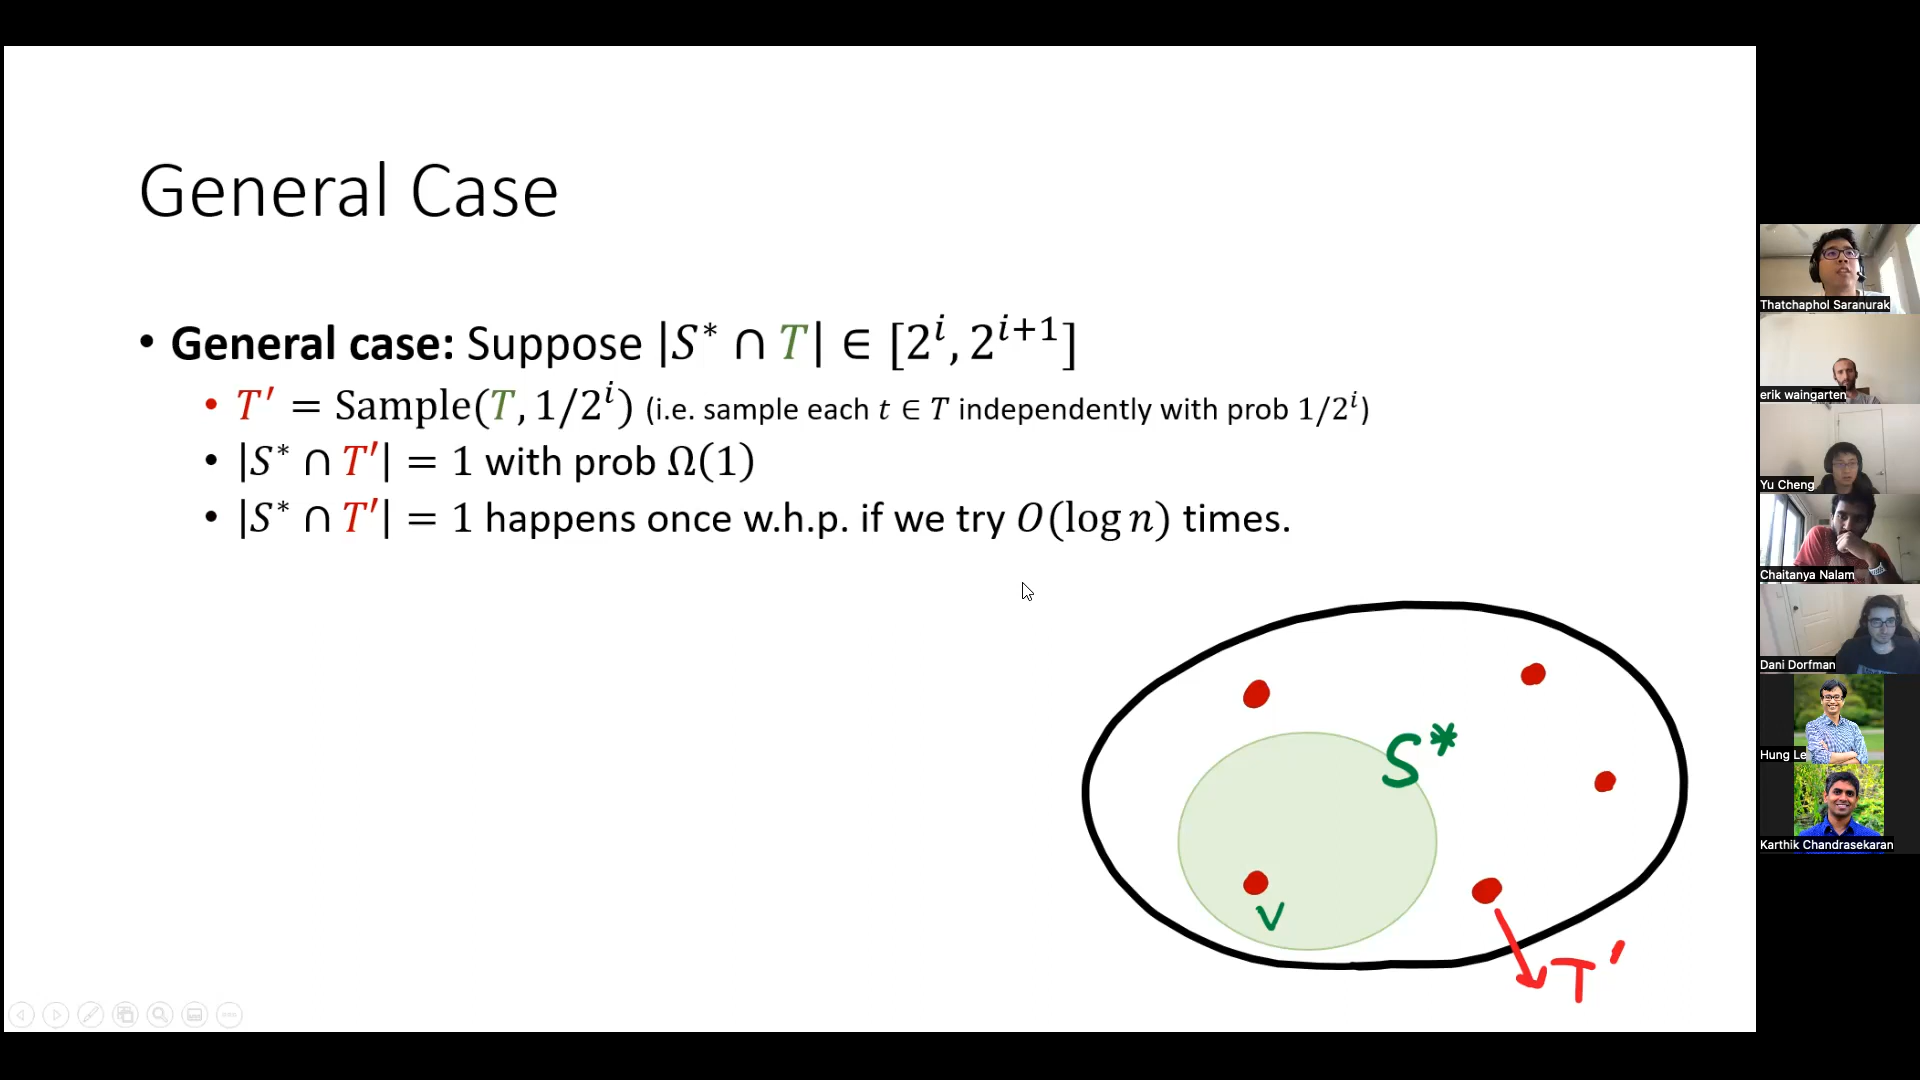 General Case
• General case: Suppose |S* ∩ T| ∈ [2^i, 2^{i+1}]
• T′ = Sample(T, 1/2^i) (i.e. sample each t ∈ T independently with prob 1/2^i)
• |S* ∩ T′| = 1 with prob Ω(1)
• |S* ∩ T′| = 1 happens once w.h.p. if we try O(log n) times.
S*
v
T′
Thatchaphol Saranurak
erik waingarten
Yu Cheng
Chaitanya Nalam
Dani Dorfman
Hung Le
Karthik Chandrasekaran